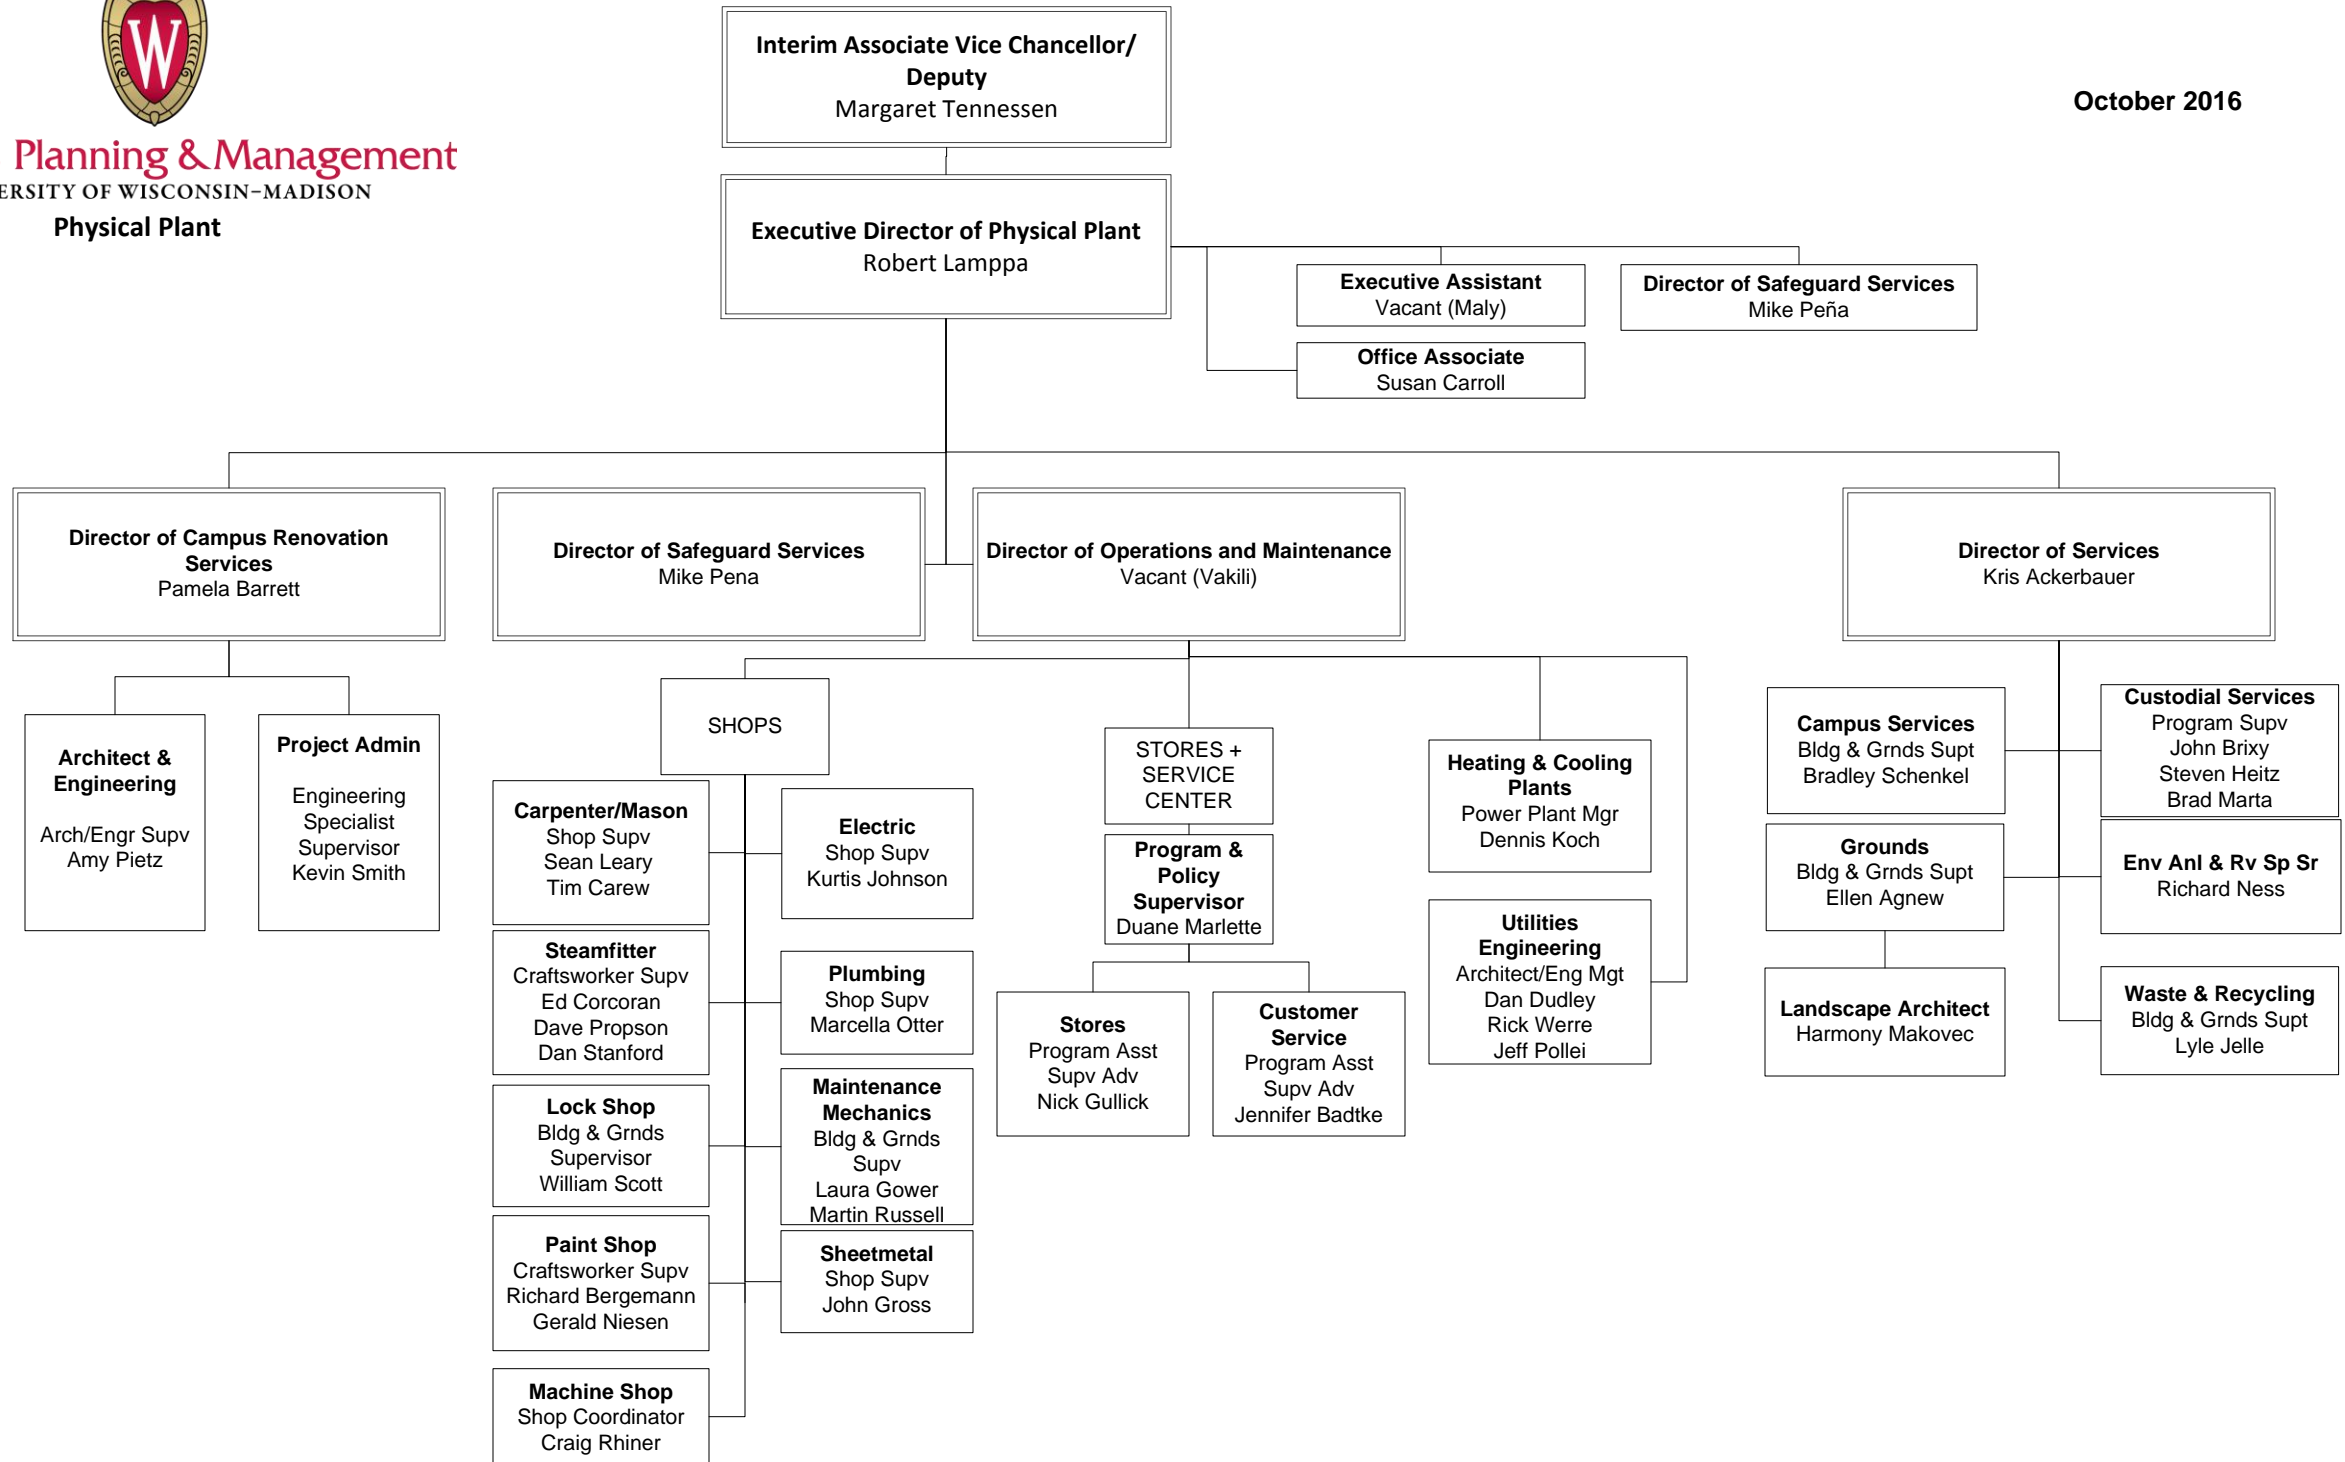 W
Planning & Management
ERSITY OF WISCONSIN–MADISON
Physical Plant
October 2016
Interim Associate Vice Chancellor/
Deputy
Margaret Tennessen
Executive Director of Physical Plant
Robert Lamppa
Executive Assistant
Vacant (Maly)
Director of Safeguard Services
Mike Peña
Office Associate
Susan Carroll
Director of Campus Renovation
Services
Pamela Barrett
Director of Safeguard Services
Mike Pena
Director of Operations and Maintenance
Vacant (Vakili)
Director of Services
Kris Ackerbauer
Architect &
Engineering
Arch/Engr Supv
Amy Pietz
Project Admin
Engineering
Specialist
Supervisor
Kevin Smith
SHOPS
Carpenter/Mason
Shop Supv
Sean Leary
Tim Carew
Electric
Shop Supv
Kurtis Johnson
Steamfitter
Craftsworker Supv
Ed Corcoran
Dave Propson
Dan Stanford
Plumbing
Shop Supv
Marcella Otter
Lock Shop
Bldg & Grnds
Supervisor
William Scott
Maintenance
Mechanics
Bldg & Grnds
Supv
Laura Gower
Martin Russell
Paint Shop
Craftsworker Supv
Richard Bergemann
Gerald Niesen
Sheetmetal
Shop Supv
John Gross
Machine Shop
Shop Coordinator
Craig Rhiner
STORES +
SERVICE
CENTER
Program &
Policy
Supervisor
Duane Marlette
Stores
Program Asst
Supv Adv
Nick Gullick
Customer
Service
Program Asst
Supv Adv
Jennifer Badtke
Heating & Cooling
Plants
Power Plant Mgr
Dennis Koch
Utilities
Engineering
Architect/Eng Mgt
Dan Dudley
Rick Werre
Jeff Pollei
Campus Services
Bldg & Grnds Supt
Bradley Schenkel
Custodial Services
Program Supv
John Brixy
Steven Heitz
Brad Marta
Grounds
Bldg & Grnds Supt
Ellen Agnew
Env Anl & Rv Sp Sr
Richard Ness
Landscape Architect
Harmony Makovec
Waste & Recycling
Bldg & Grnds Supt
Lyle Jelle